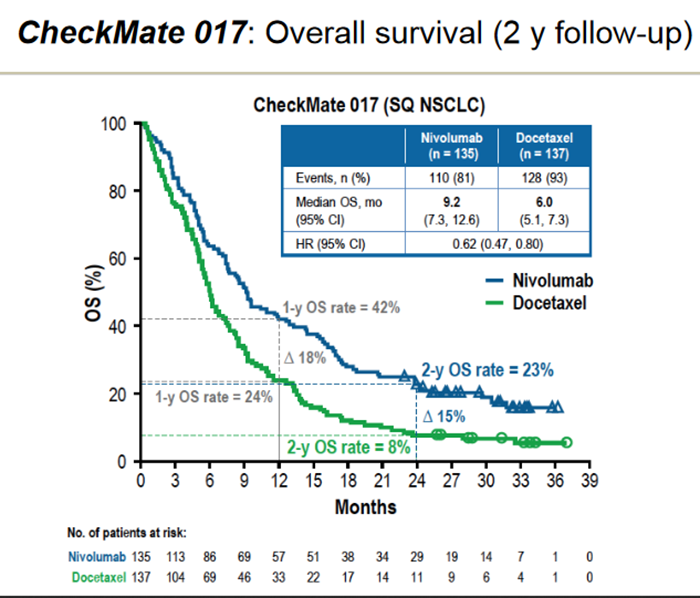 CheckMate 017: Overall survival (2 y follow-up)
CheckMate 017 (SQ NSCLC)
Nivolumab (n = 135) Docetaxel (n = 137)
Events, n (%) 110 (81) 128 (93)
Median OS, mo (95% CI) 9.2 (7.3, 12.6) 6.0 (5.1, 7.3)
HR (95% CI) 0.62 (0.47, 0.80)
Nivolumab
Docetaxel
OS (%)
100
80
60
40
20
0
1-y OS rate = 42%
Δ 18%
1-y OS rate = 24%
2-y OS rate = 23%
Δ 15%
2-y OS rate = 8%
0 3 6 9 12 15 18 21 24 27 30 33 36 39
Months
No. of patients at risk:
Nivolumab 135 113 86 69 57 51 38 34 29 19 14 7 1 0
Docetaxel 137 104 69 46 33 22 17 14 11 9 6 4 1 0